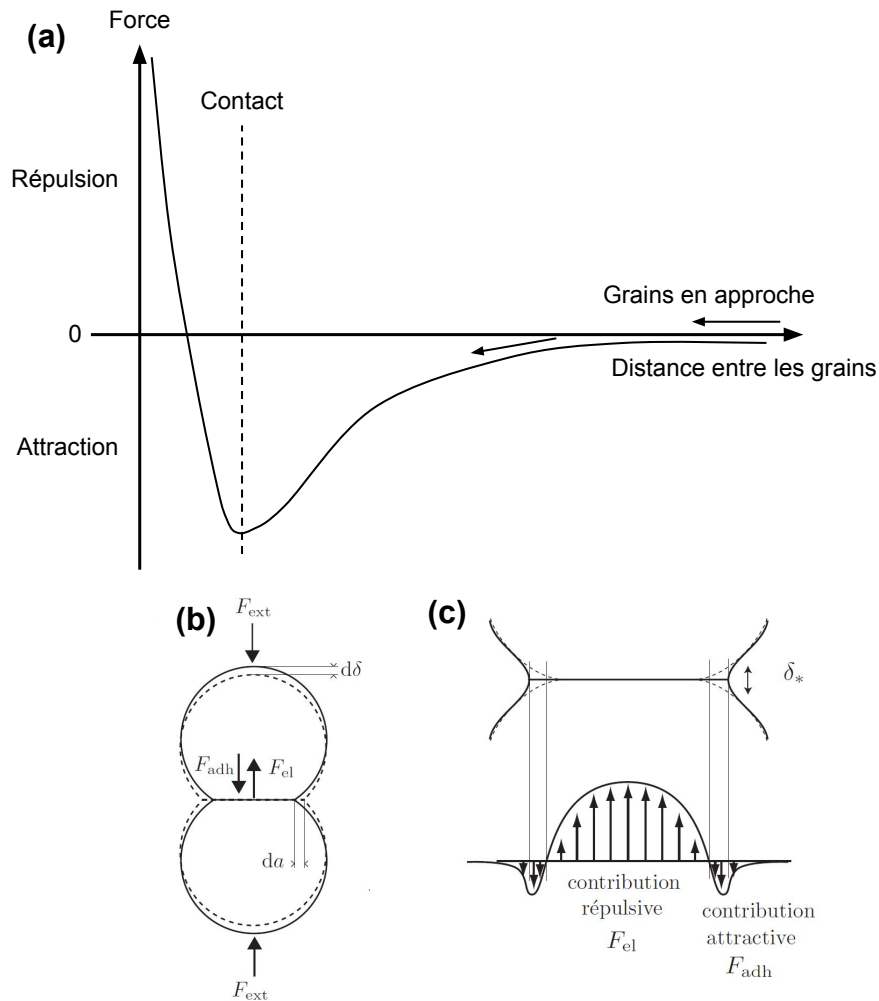 (a)
Force
Contact
Répulsion
Grains en approche
0
Distance entre les grains
Attraction
(b)
F_ext
dδ
F_adh
F_el
da
F_ext
(c)
δ_*
contribution
répulsive
F_el
contribution
attractive
F_adh